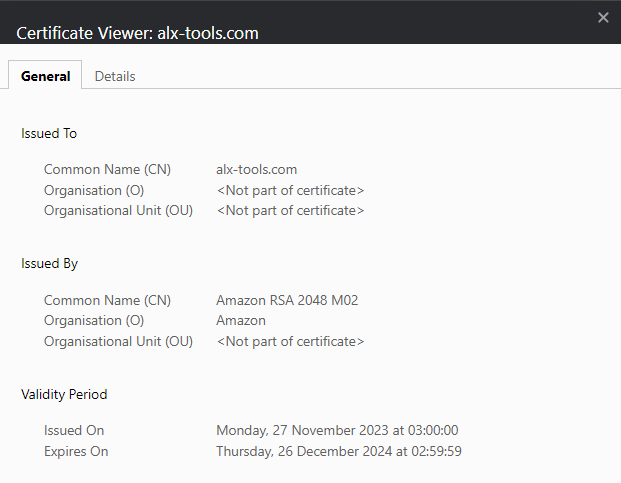 Certificate Viewer: alx-tools.com
General Details
Issued To
Common Name (CN) alx-tools.com
Organisation (O) <Not part of certificate>
Organisational Unit (OU) <Not part of certificate>
Issued By
Common Name (CN) Amazon RSA 2048 M02
Organisation (O) Amazon
Organisational Unit (OU) <Not part of certificate>
Validity Period
Issued On Monday, 27 November 2023 at 03:00:00
Expires On Thursday, 26 December 2024 at 02:59:59